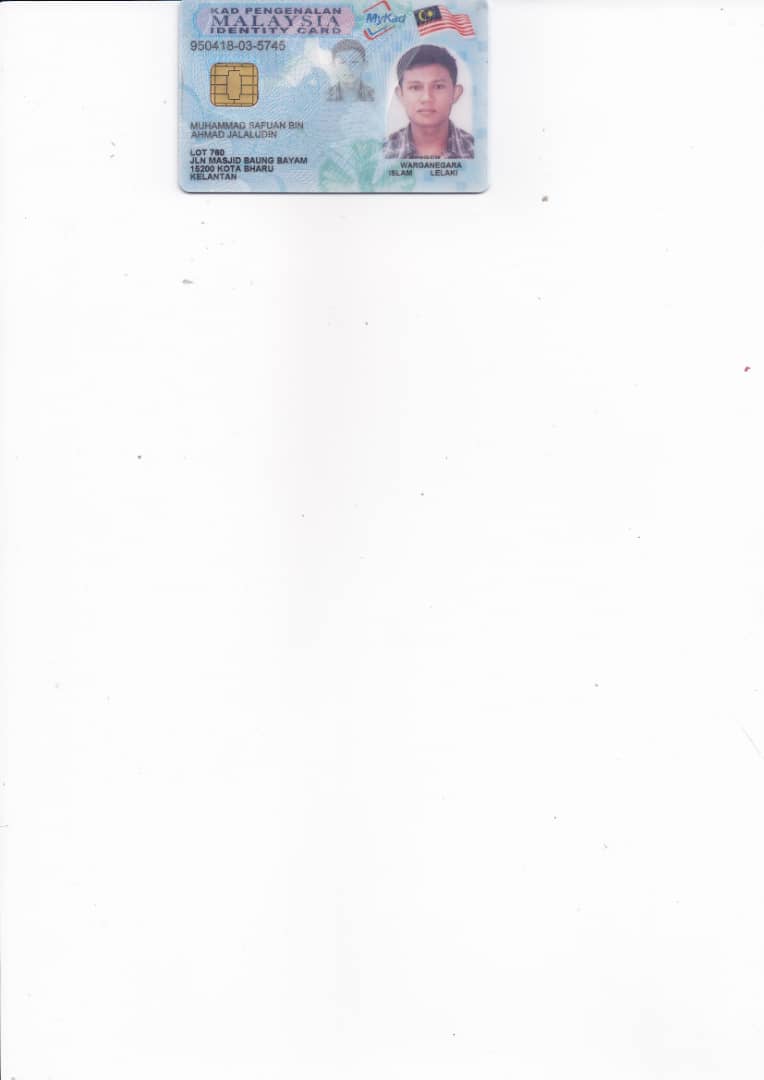 KAD PENGENALAN
MALAYSIA
IDENTITY CARD
MyKad
950418-03-5745
MUHAMMAD SAFUAN BIN
AHMAD JALALUDIN
LOT 760
JLN MASJID BAUNG BAYAM
15200 KOTA BHARU
KELANTAN
WARGANEGARA
ISLAM LELAKI